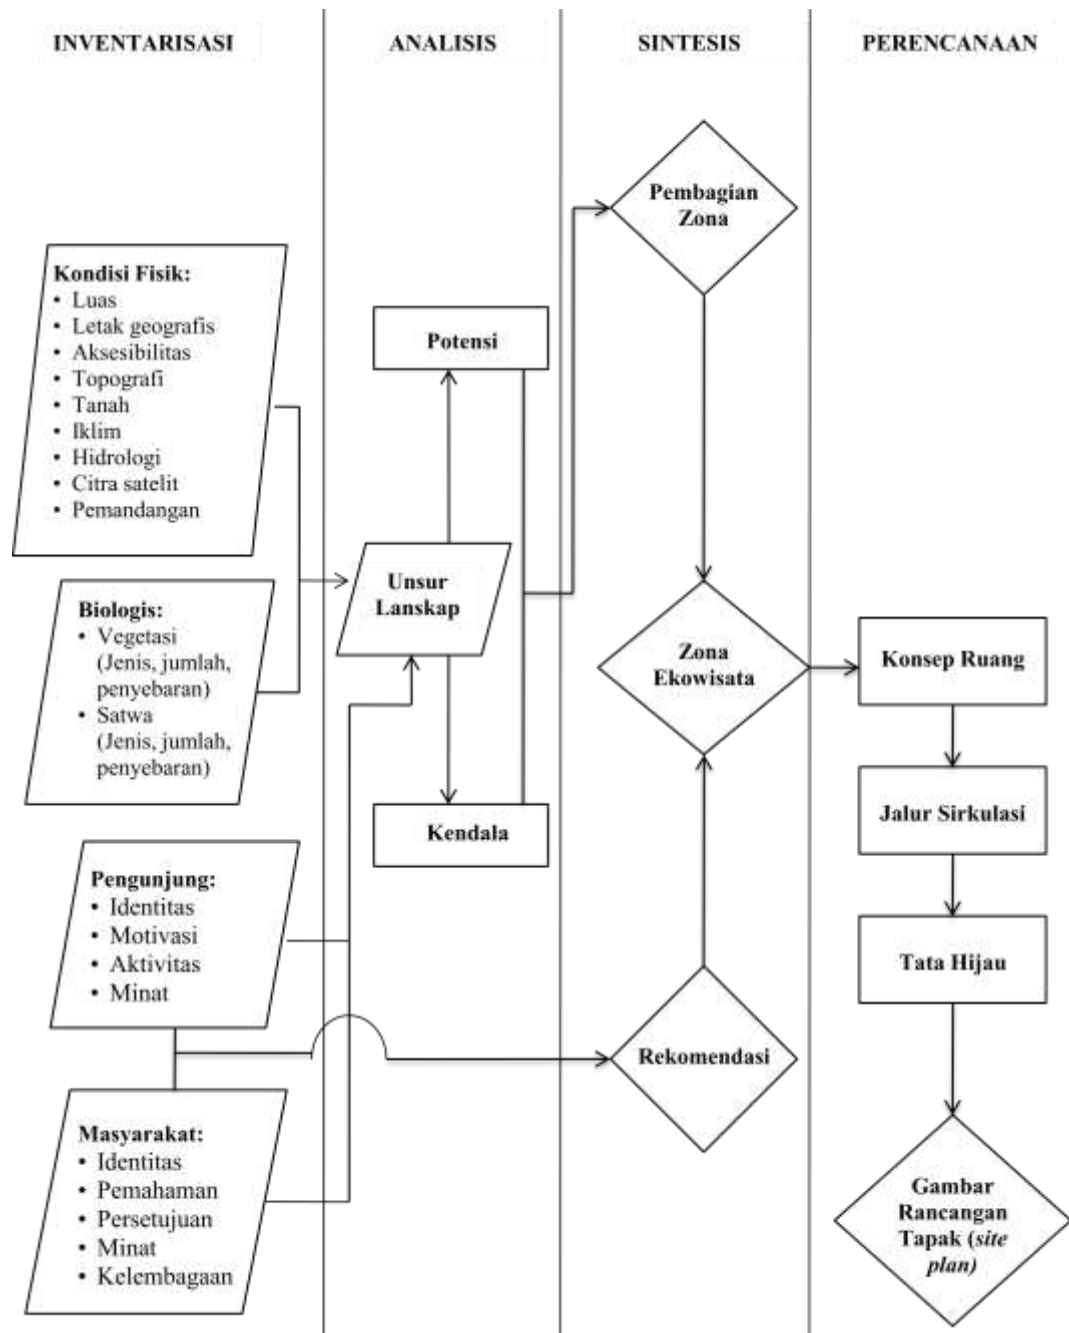 INVENTARISASI
ANALISIS
SINTESIS
PERENCANAAN
Kondisi Fisik:
• Luas
• Letak geografis
• Aksesibilitas
• Topografi
• Tanah
• Iklim
• Hidrologi
• Citra satelit
• Pemandangan
Biologis:
• Vegetasi
(Jenis, jumlah,
penyebaran)
• Satwa
(Jenis, jumlah,
penyebaran)
Pengunjung:
• Identitas
• Motivasi
• Aktivitas
• Minat
Masyarakat:
• Identitas
• Pemahaman
• Persetujuan
• Minat
• Kelembagaan
Potensi
Unsur
Lanskap
Kendala
Pembagian
Zona
Zona
Ekowisata
Rekomendasi
Konsep Ruang
Jalur Sirkulasi
Tata Hijau
Gambar
Rancangan
Tapak (site
plan)